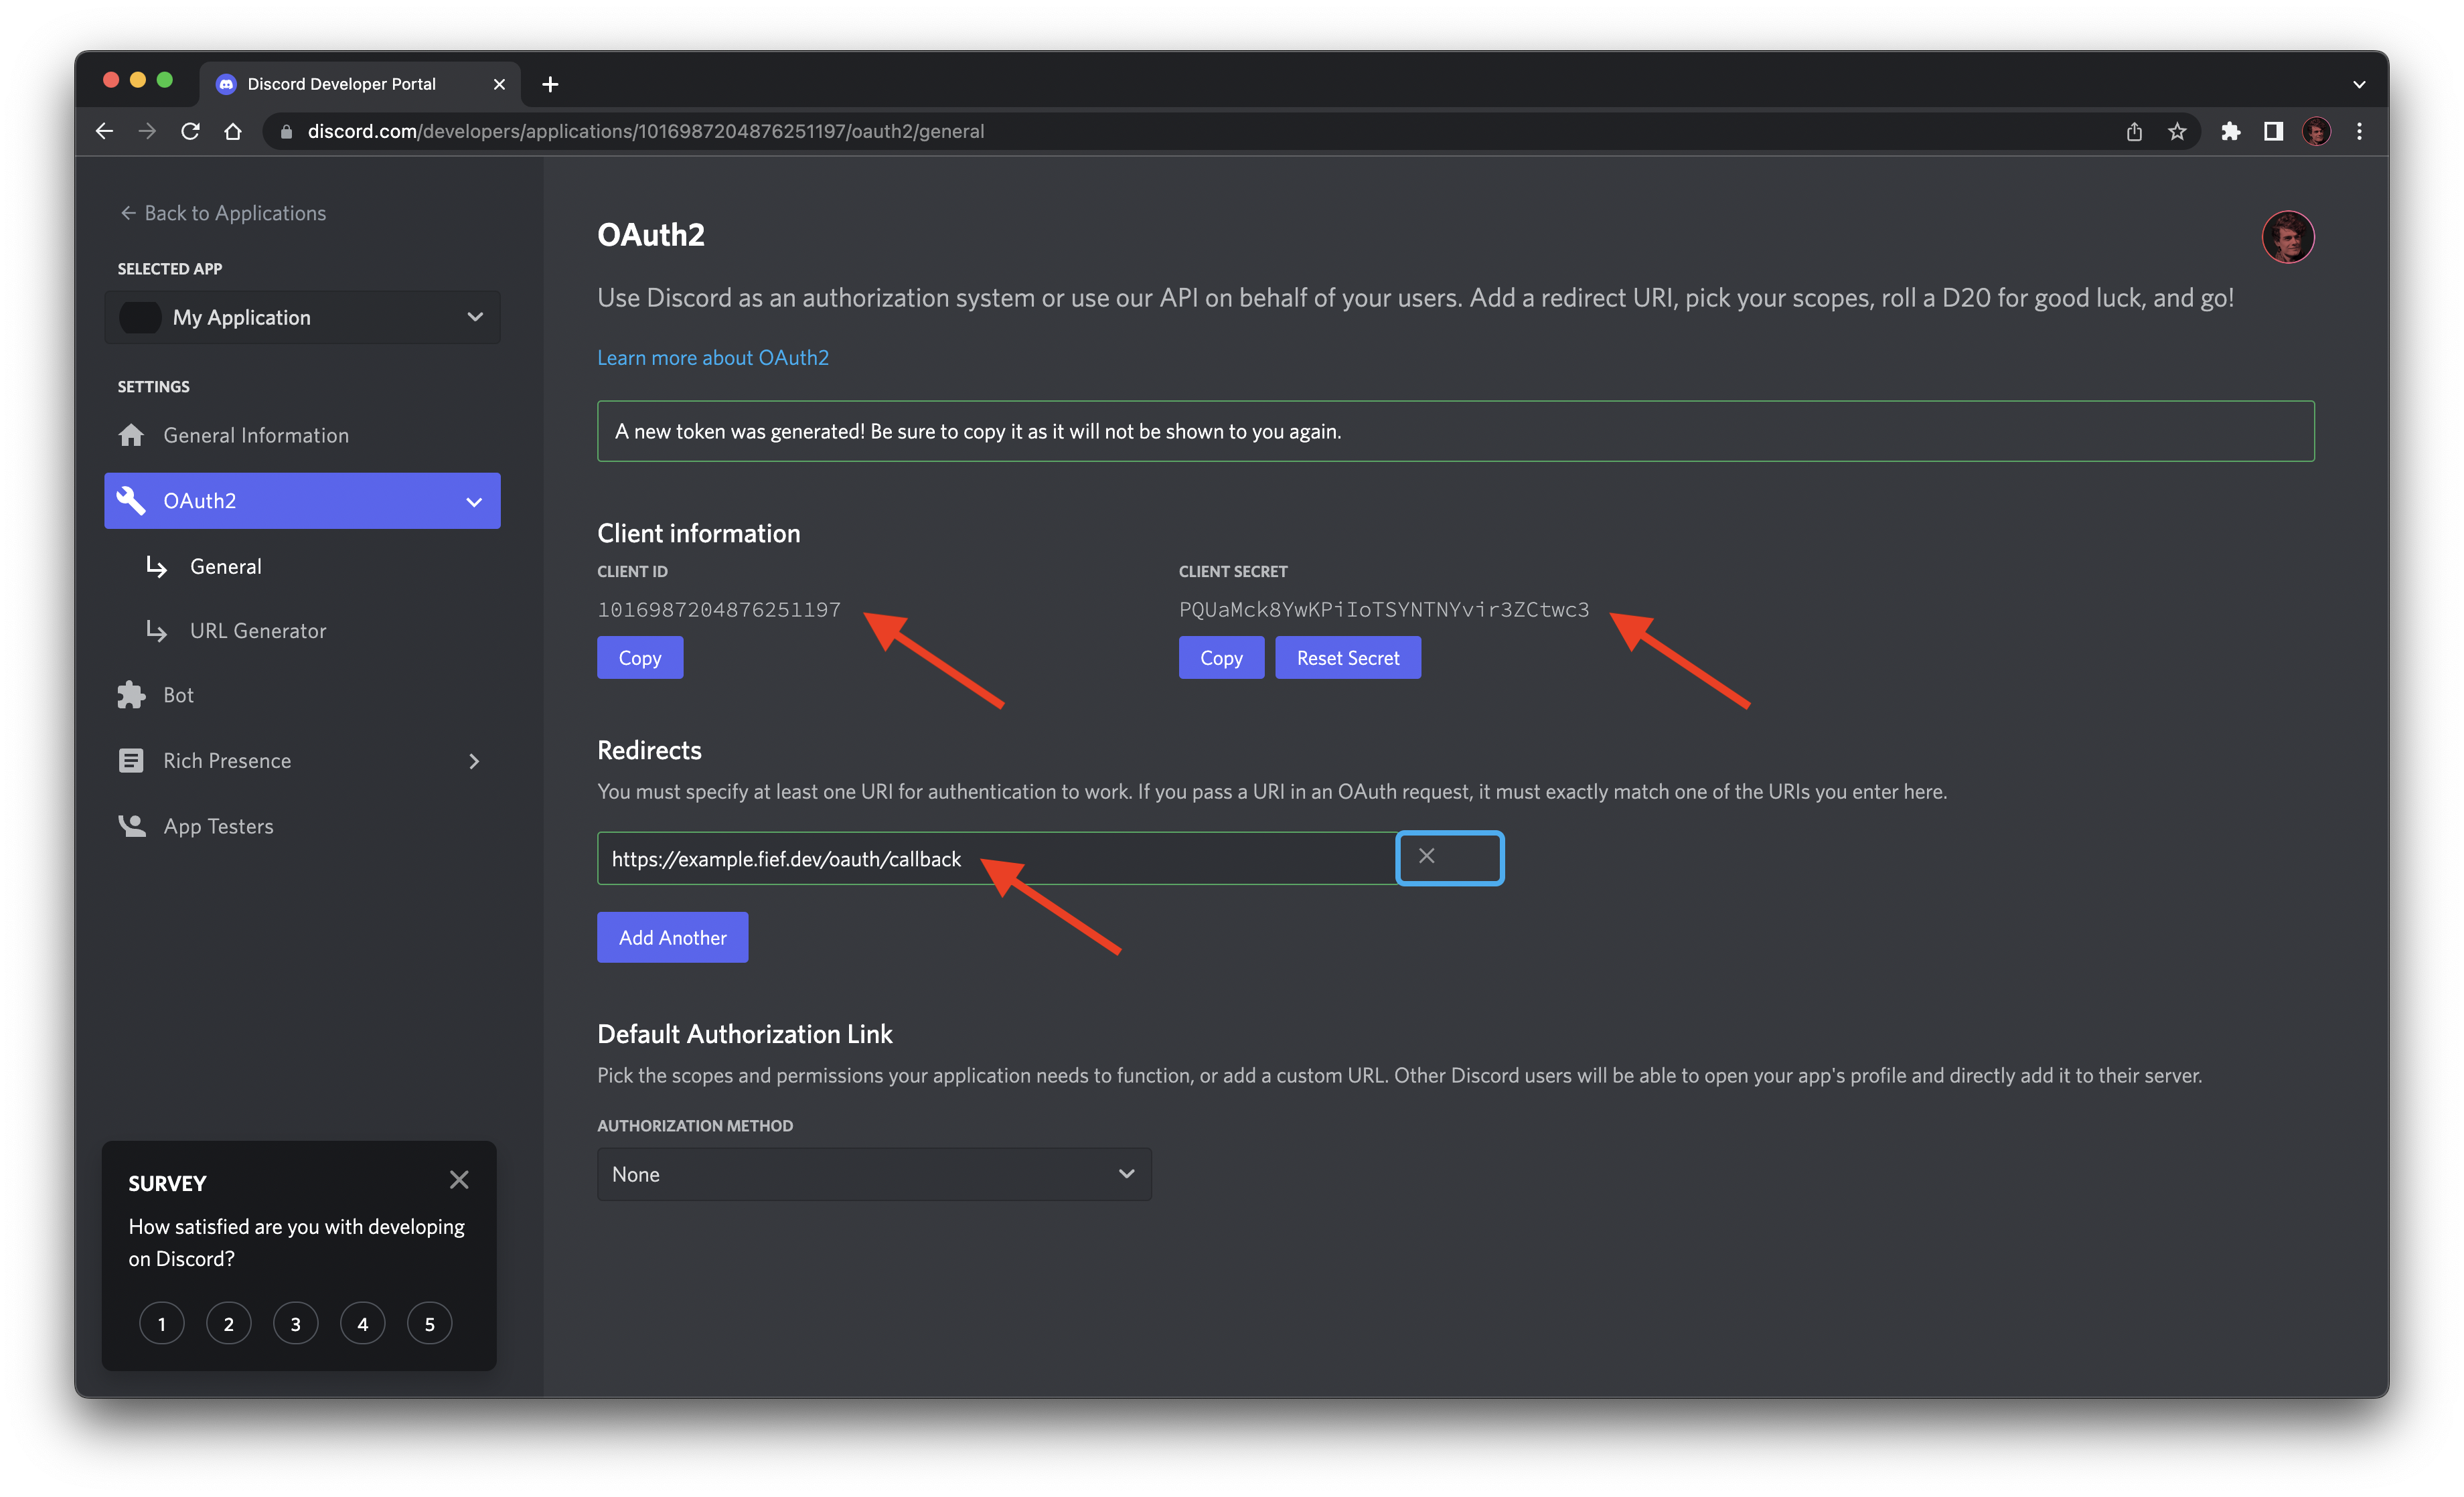 Discord Developer Portal
discord.com/developers/applications/1016987204876251197/oauth2/general
Back to Applications
SELECTED APP
My Application
SETTINGS
General Information
OAuth2
General
URL Generator
Bot
Rich Presence
App Testers
SURVEY
How satisfied are you with developing
on Discord?
1 2 3 4 5
OAuth2
Use Discord as an authorization system or use our API on behalf of your users. Add a redirect URI, pick your scopes, roll a D20 for good luck, and go!
Learn more about OAuth2
A new token was generated! Be sure to copy it as it will not be shown to you again.
Client information
CLIENT ID
1016987204876251197
Copy
CLIENT SECRET
PQUaMck8YwKPiIoTSYNTNYvir3ZCtwc3
Copy Reset Secret
Redirects
You must specify at least one URI for authentication to work. If you pass a URI in an OAuth request, it must exactly match one of the URIs you enter here.
https://example.fief.dev/oauth/callback
Add Another
Default Authorization Link
Pick the scopes and permissions your application needs to function, or add a custom URL. Other Discord users will be able to open your app's profile and directly add it to their server.
AUTHORIZATION METHOD
None